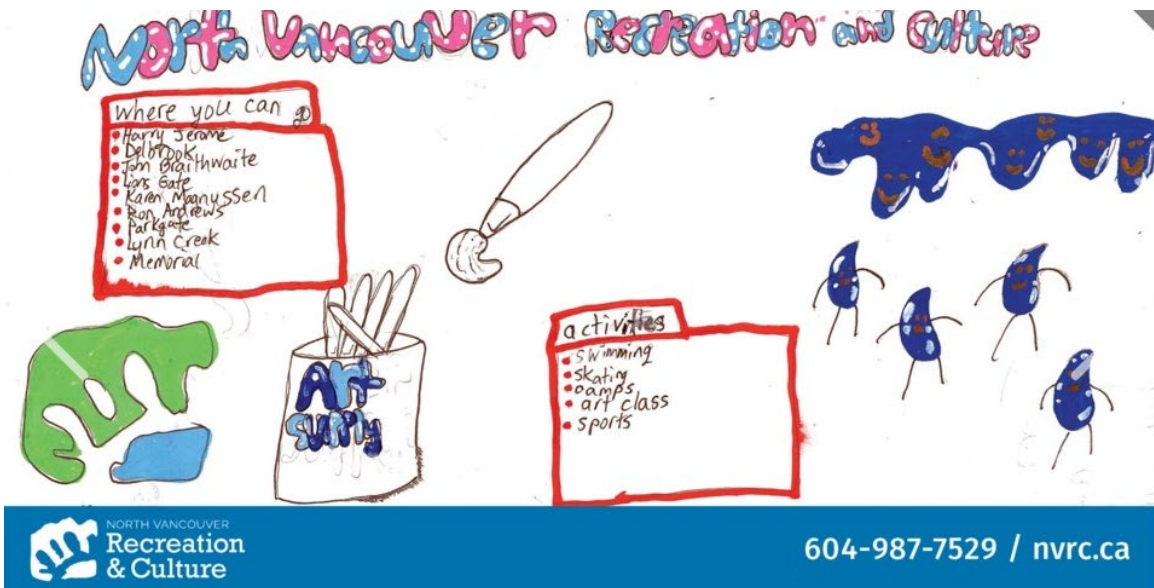 North Vancouver Recreation and Culture
where you can go
Harry Jerome
Delbrook
John Braithwaite
Lions Gate
Karen Magnussen
Ron Andrews
Parkgate
Lynn Creek
Memorial
Art
Supply
activities
swimming
skating
camps
art class
sports
NORTH VANCOUVER
Recreation
& Culture
604-987-7529 / nvrc.ca